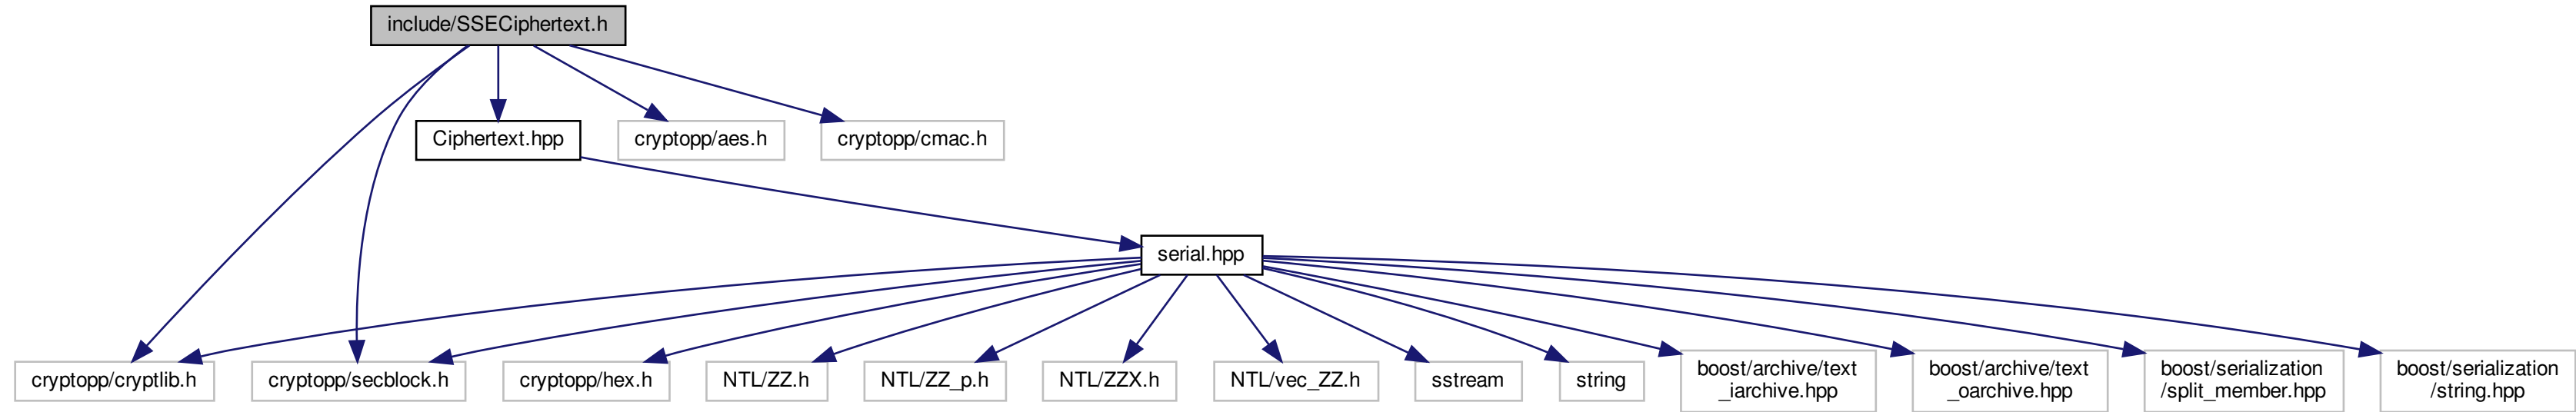 include/SSECiphertext.h
Ciphertext.hpp
cryptopp/aes.h
cryptopp/cmac.h
serial.hpp
cryptopp/cryptlib.h
cryptopp/secblock.h
cryptopp/hex.h
NTL/ZZ.h
NTL/ZZ_p.h
NTL/ZZX.h
NTL/vec_ZZ.h
sstream
string
boost/archive/text
_iarchive.hpp
boost/archive/text
_oarchive.hpp
boost/serialization
/split_member.hpp
boost/serialization
/string.hpp